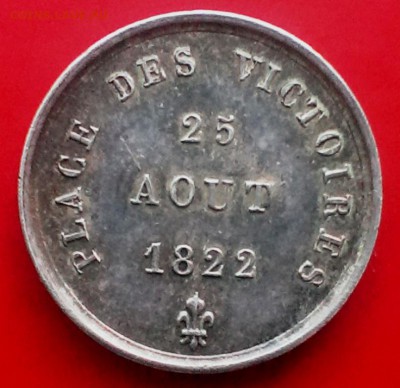 PLACE DES VICTOIRES
25
AOUT
1822